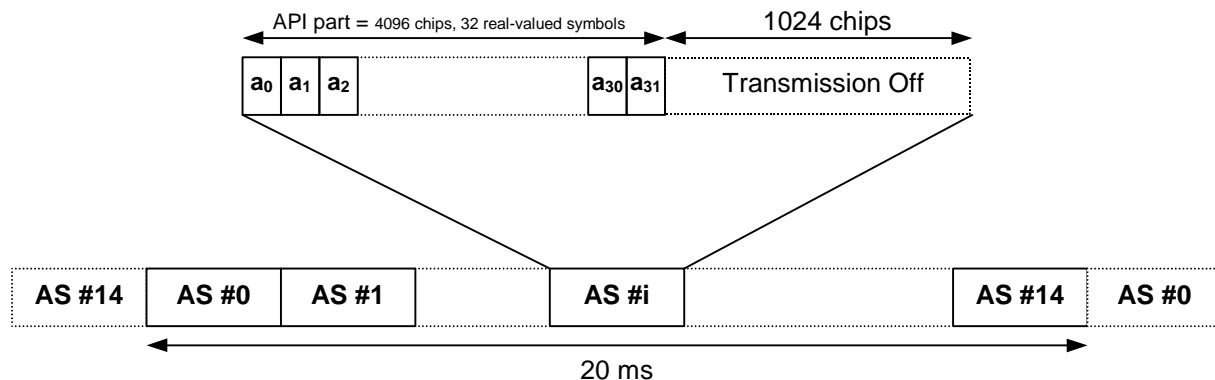 API part = 4096 chips, 32 real-valued symbols
1024 chips
a0 a1 a2 a30 a31 Transmission Off
AS #14 AS #0 AS #1 AS #i AS #14 AS #0
20 ms